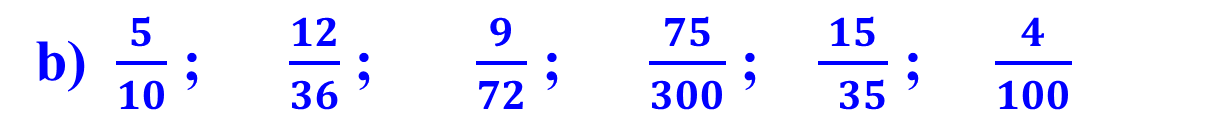 b) 5/10 ; 12/36 ; 9/72 ; 75/300 ; 15/35 ; 4/100